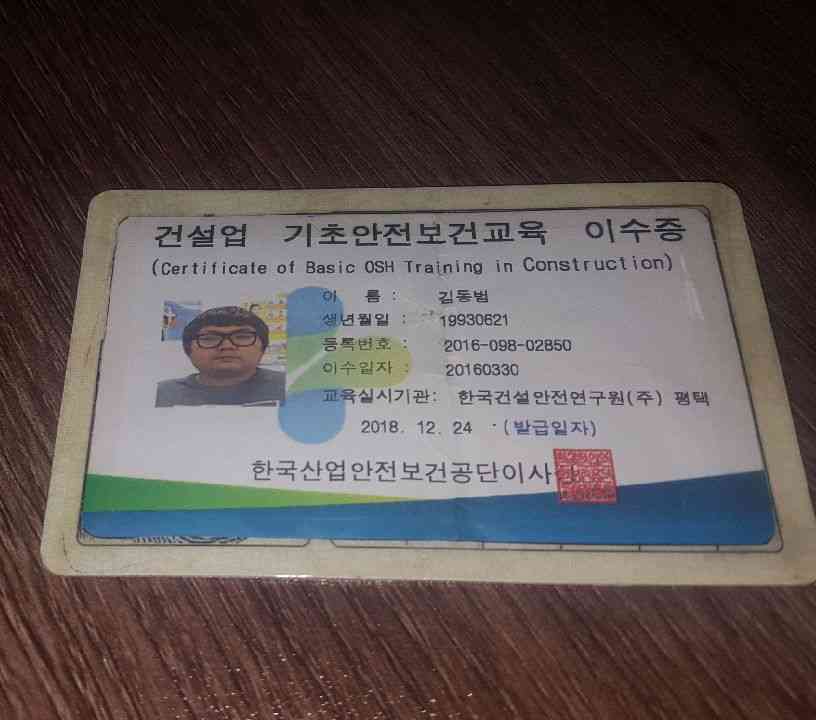 건설업 기초안전보건교육 이수증
(Certificate of Basic OSH Training in Construction)
이 름 : 김동범
생년월일 : 19930621
등록번호 : 2016-098-02850
이수일자 : 20160330
교육실시기관: 한국건설안전연구원(주) 평택
2018. 12. 24 (발급일자)
한국산업안전보건공단이사장